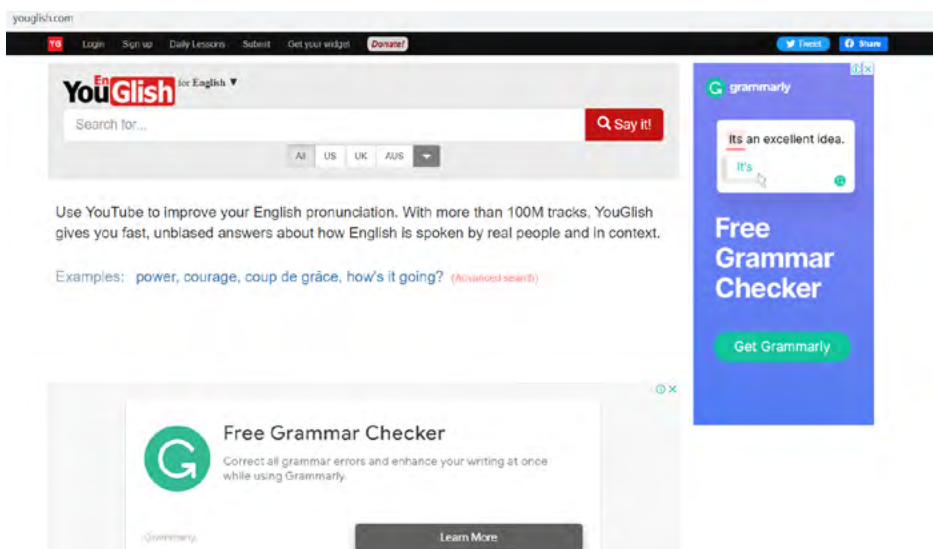 youglish.com
YG Login Sign up Daily Lessons Submit Get your widget Donate! Tweet Share
YouGlish En for English ▼
Search for... Say it!
All US UK AUS
Use YouTube to improve your English pronunciation. With more than 100M tracks, YouGlish
gives you fast, unbiased answers about how English is spoken by real people and in context.
Examples: power, courage, coup de grâce, how's it going? (Advanced search)
grammarly
Its an excellent idea.
It's
Free
Grammar
Checker
Get Grammarly
Free Grammar Checker
Correct all grammar errors and enhance your writing at once
while using Grammarly.
Grammarly
Learn More